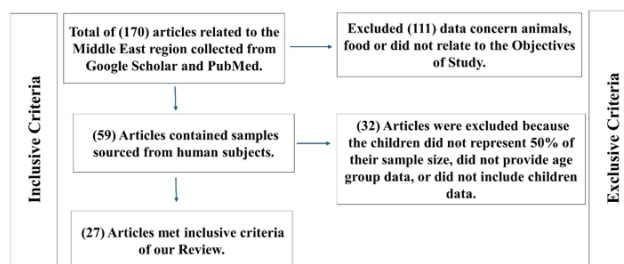 Inclusive Criteria
Total of (170) articles related to the
Middle East region collected from
Google Scholar and PubMed.
Excluded (111) data concern animals,
food or did not relate to the Objectives
of Study.
(59) Articles contained samples
sourced from human subjects.
(32) Articles were excluded because
the children did not represent 50% of
their sample size, did not provide age
group data, or did not include children
data.
(27) Articles met inclusive criteria
of our Review.
Exclusive Criteria